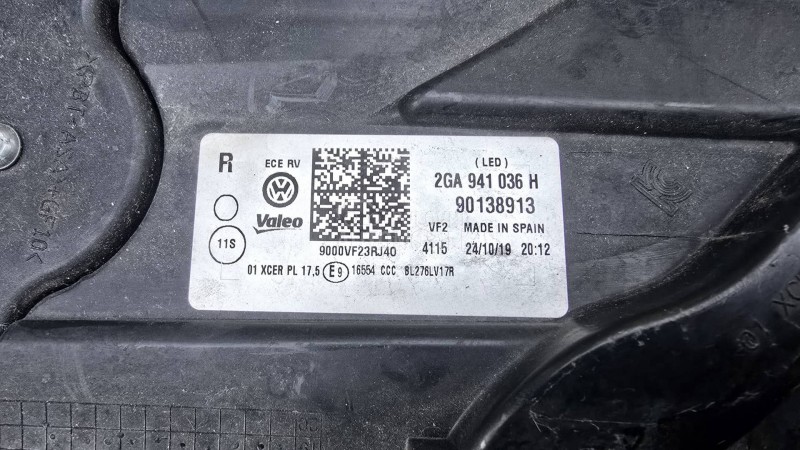 R
ECE RV
(LED)
2GA 941 036 H
Valeo
90138913
11S
VF2 MADE IN SPAIN
9000VF23RJ40
4115 24/10/19 20:12
01 XCER PL 17,5 E9 16554 CCC 8L276LV17R